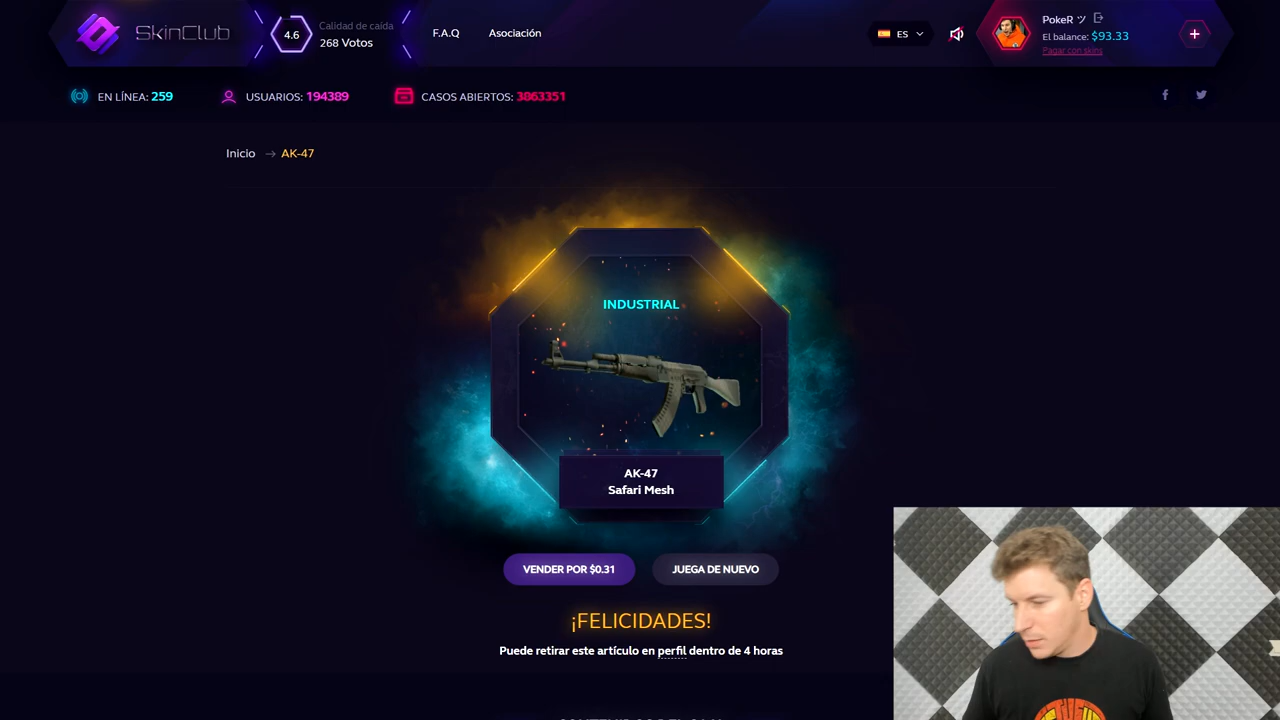 SkinClub
4.6
Calidad de caída
268 Votos
F.A.Q
Asociación
ES
PokeR ツ
El balance: $93.33
Pagar con skins
EN LÍNEA: 259
USUARIOS: 194389
CASOS ABIERTOS: 3863351
Inicio → AK-47
INDUSTRIAL
AK-47
Safari Mesh
VENDER POR $0.31
JUEGA DE NUEVO
¡FELICIDADES!
Puede retirar este artículo en perfil dentro de 4 horas